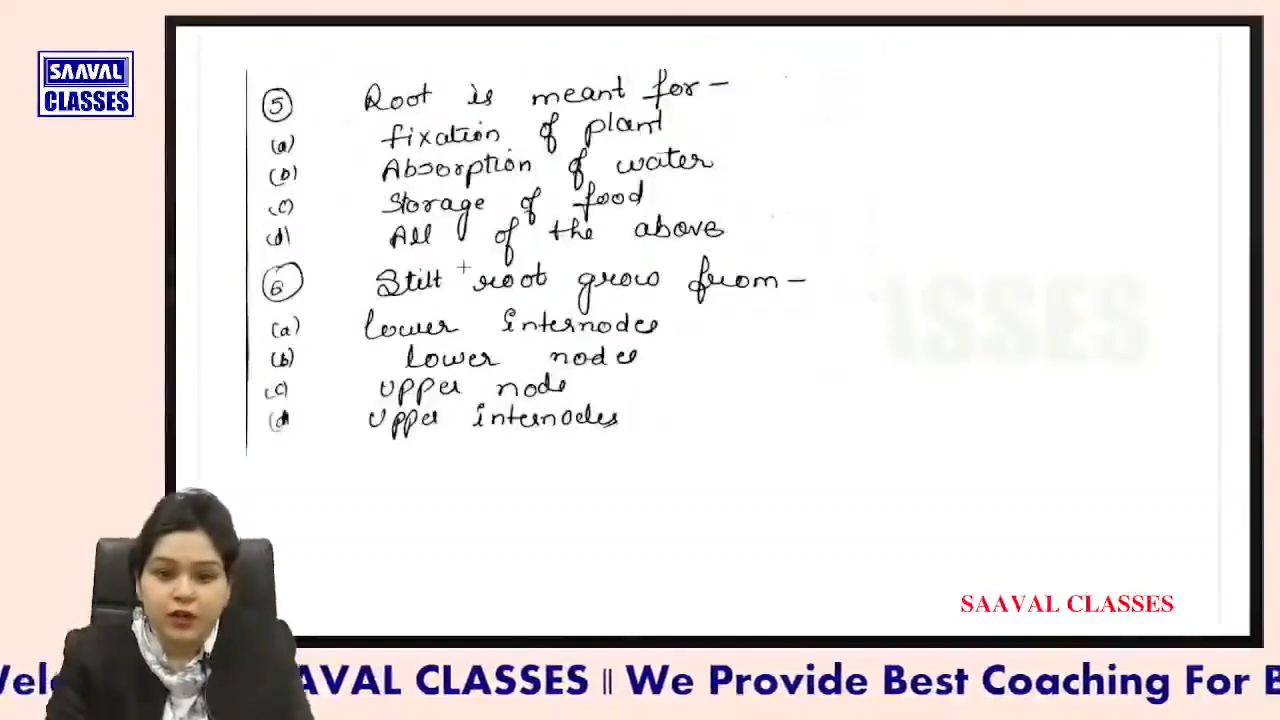 SAAVAL
CLASSES
5 Root is meant for-
(a) fixation of plant
(b) Absorption of water
(c) Storage of food
(d) All of the above
6 Stilt root grow from-
(a) lower internodes
(b) lower nodes
(c) upper node
(d) upper internodes
ASSES
SAAVAL CLASSES
AAVAL CLASSES || We Provide Best Coaching For